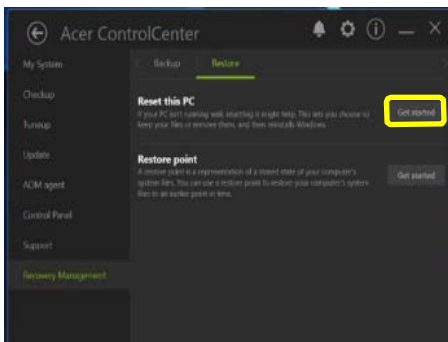 Acer ControlCenter
My System
Checkup
Tuneup
Update
AOM agent
Control Panel
Support
Recovery Management
Backup
Restore
Reset this PC
If your PC isn't running well, resetting it might help. This lets you choose to
keep your files or remove them, and then reinstalls Windows.
Get started
Restore point
A restore point is a representation of a stored state of your computer's
system files. You can use a restore point to restore your computer's system
files to an earlier point in time.
Get started